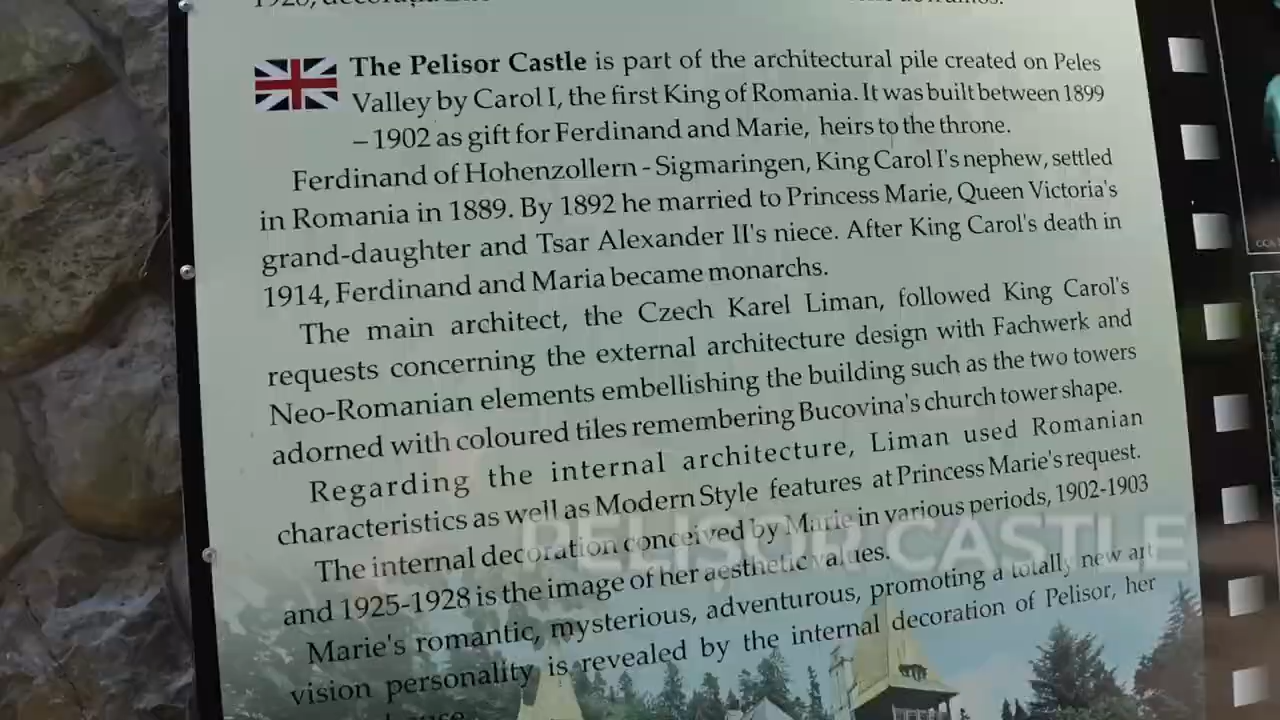 The Pelisor Castle is part of the architectural pile created on Peles
Valley by Carol I, the first King of Romania. It was built between 1899
– 1902 as gift for Ferdinand and Marie, heirs to the throne.
Ferdinand of Hohenzollern - Sigmaringen, King Carol I's nephew, settled
in Romania in 1889. By 1892 he married to Princess Marie, Queen Victoria's
grand-daughter and Tsar Alexander II's niece. After King Carol's death in
1914, Ferdinand and Maria became monarchs.
The main architect, the Czech Karel Liman, followed King Carol's
requests concerning the external architecture design with Fachwerk and
Neo-Romanian elements embellishing the building such as the two towers
adorned with coloured tiles remembering Bucovina's church tower shape.
Regarding the internal architecture, Liman used Romanian
characteristics as well as Modern Style features at Princess Marie's request.
The internal decoration conceived by Marie in various periods, 1902-1903
and 1925-1928 is the image of her aesthetic values.
Marie's romantic, mysterious, adventurous, promoting a totally new art
vision personality is revealed by the internal decoration of Pelisor, her
PELISOR CASTLE